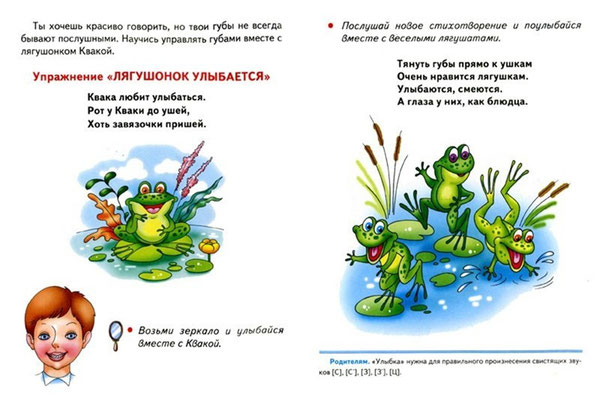 Ты хочешь красиво говорить, но твои губы не всегда
бывают послушными. Научись управлять губами вместе с
лягушонком Квакой.
Упражнение «ЛЯГУШОНОК УЛЫБАЕТСЯ»
Квака любит улыбаться.
Рот у Кваки до ушей,
Хоть завязочки пришей.
• Возьми зеркало и улыбайся
вместе с Квакой.
• Послушай новое стихотворение и поулыбайся
вместе с веселыми лягушатами.
Тянуть губы прямо к ушкам
Очень нравится лягушкам.
Улыбаются, смеются.
А глаза у них, как блюдца.
Родителям. «Улыбка» нужна для правильного произнесения свистящих зву-
ков [С], [С'], [З], [З'], [Ц].